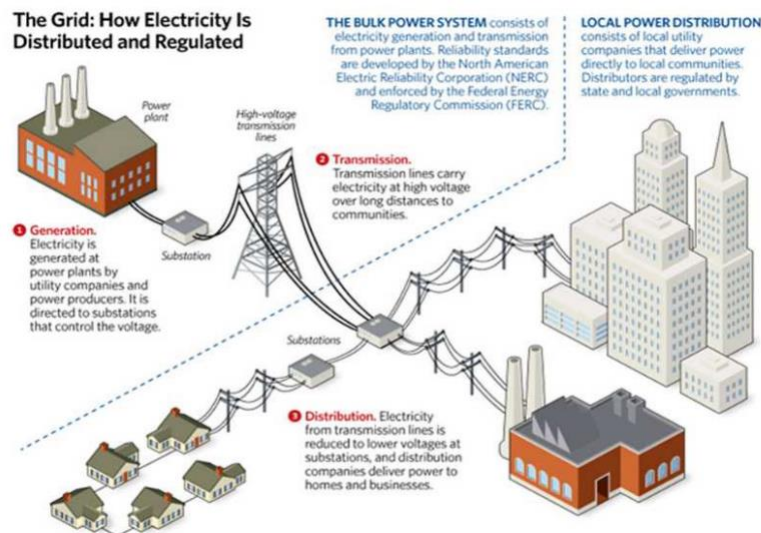 The Grid: How Electricity Is
Distributed and Regulated
THE BULK POWER SYSTEM consists of
electricity generation and transmission
from power plants. Reliability standards
are developed by the North American
Electric Reliability Corporation (NERC)
and enforced by the Federal Energy
Regulatory Commission (FERC).
LOCAL POWER DISTRIBUTION
consists of local utility
companies that deliver power
directly to local communities.
Distributors are regulated by
state and local governments.
Power
plant
High-voltage
transmission
lines
2 Transmission.
Transmission lines carry
electricity at high voltage
over long distances to
communities.
1 Generation.
Electricity is
generated at
power plants by
utility companies and
power producers. It is
directed to substations
that control the voltage.
Substation
Substations
3 Distribution. Electricity
from transmission lines is
reduced to lower voltages at
substations, and distribution
companies deliver power to
homes and businesses.